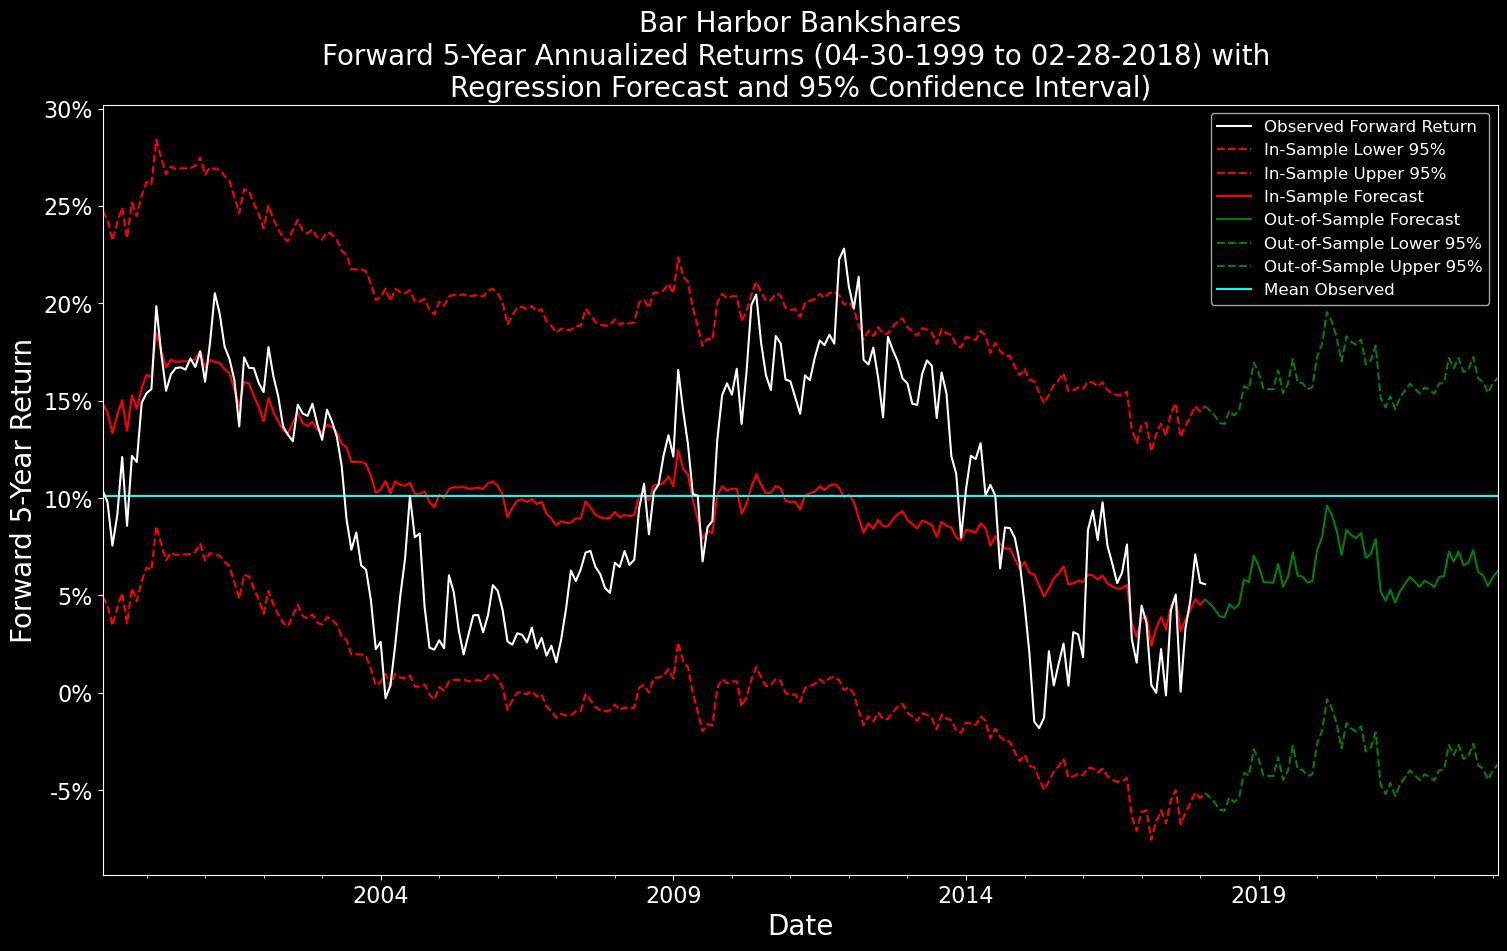 Bar Harbor Bankshares
Forward 5-Year Annualized Returns (04-30-1999 to 02-28-2018) with
Regression Forecast and 95% Confidence Interval)
30%
25%
20%
15%
10%
5%
0%
-5%
Forward 5-Year Return
Observed Forward Return
In-Sample Lower 95%
In-Sample Upper 95%
In-Sample Forecast
Out-of-Sample Forecast
Out-of-Sample Lower 95%
Out-of-Sample Upper 95%
Mean Observed
2004
2009
2014
2019
Date